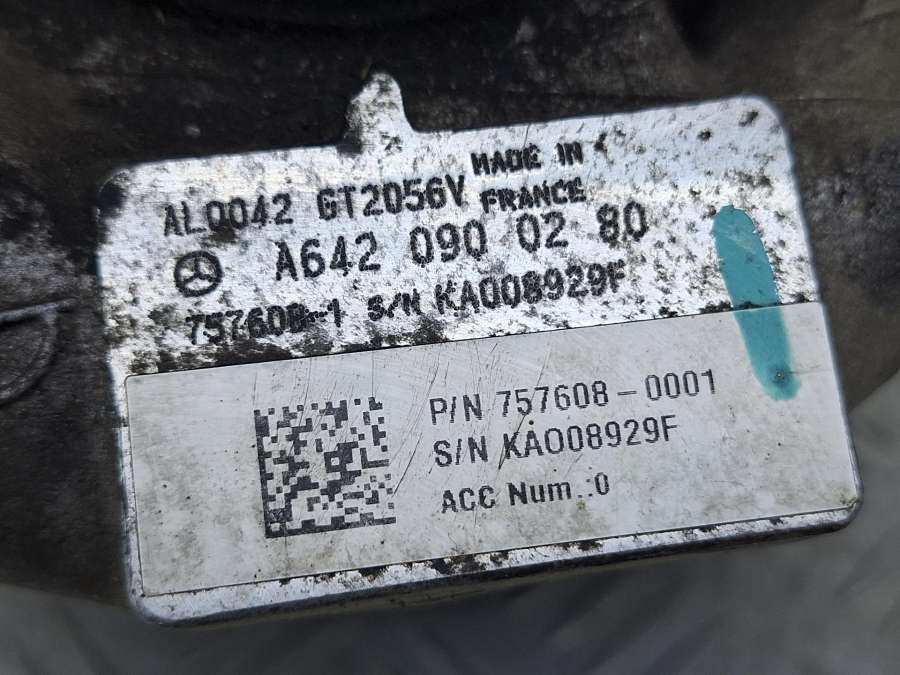 MADE IN
AL0042 GT2056V FRANCE
A642 090 02 80
757608-1 S/N KA008929F
P/N 757608-0001
S/N KA008929F
ACC Num.:0